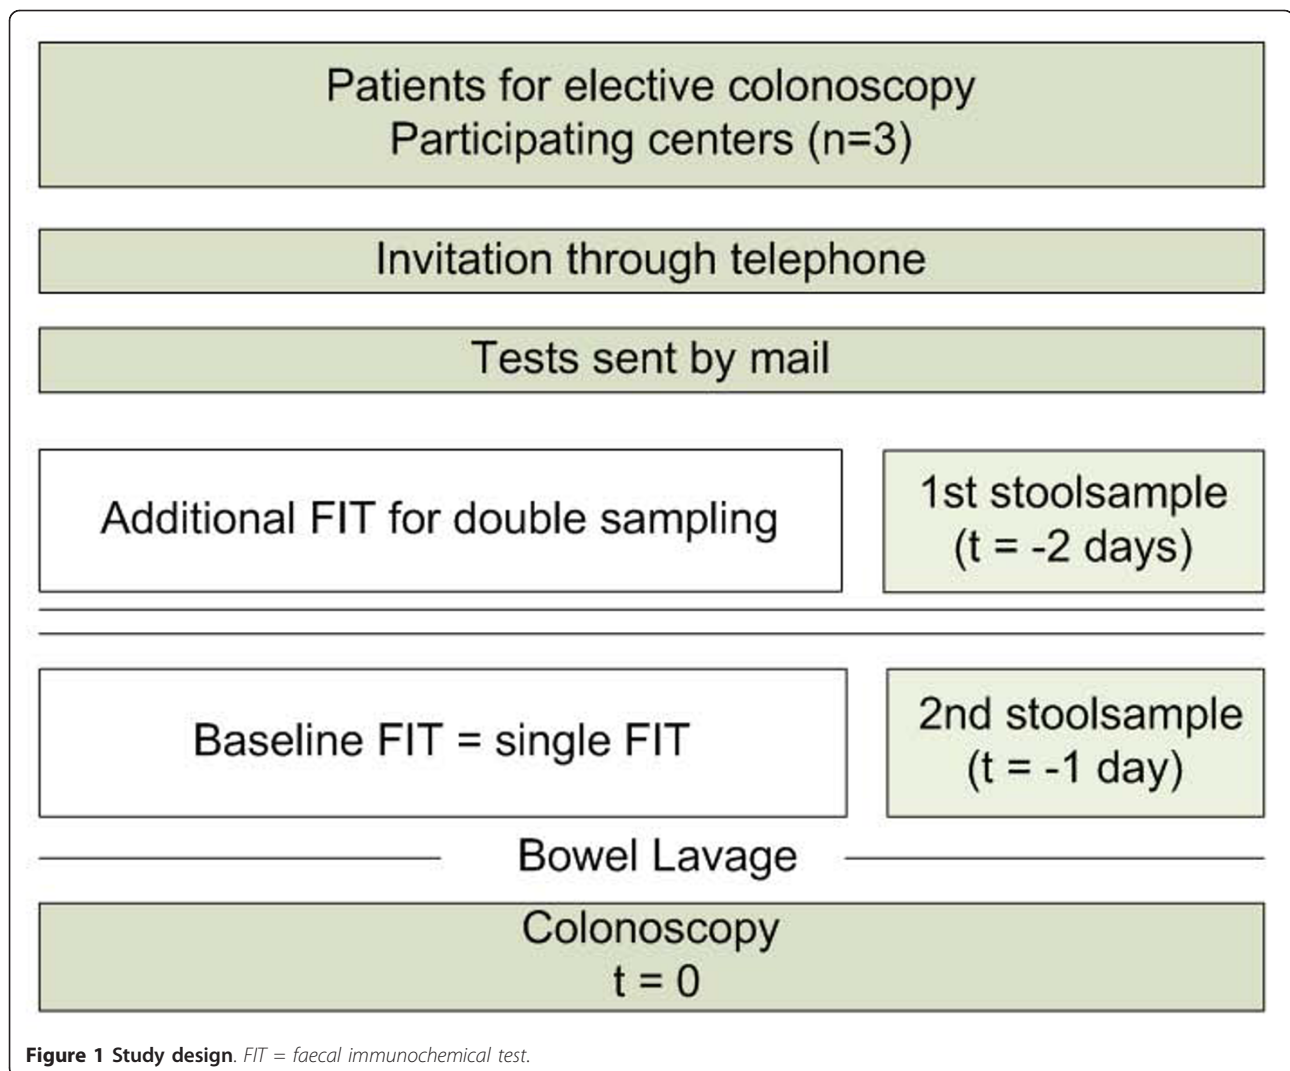 Patients for elective colonoscopy
Participating centers (n=3)
Invitation through telephone
Tests sent by mail
Additional FIT for double sampling
1st stoolsample
(t = -2 days)
Baseline FIT = single FIT
2nd stoolsample
(t = -1 day)
Bowel Lavage
Colonoscopy
t = 0
Figure 1 Study design. FIT = faecal immunochemical test.